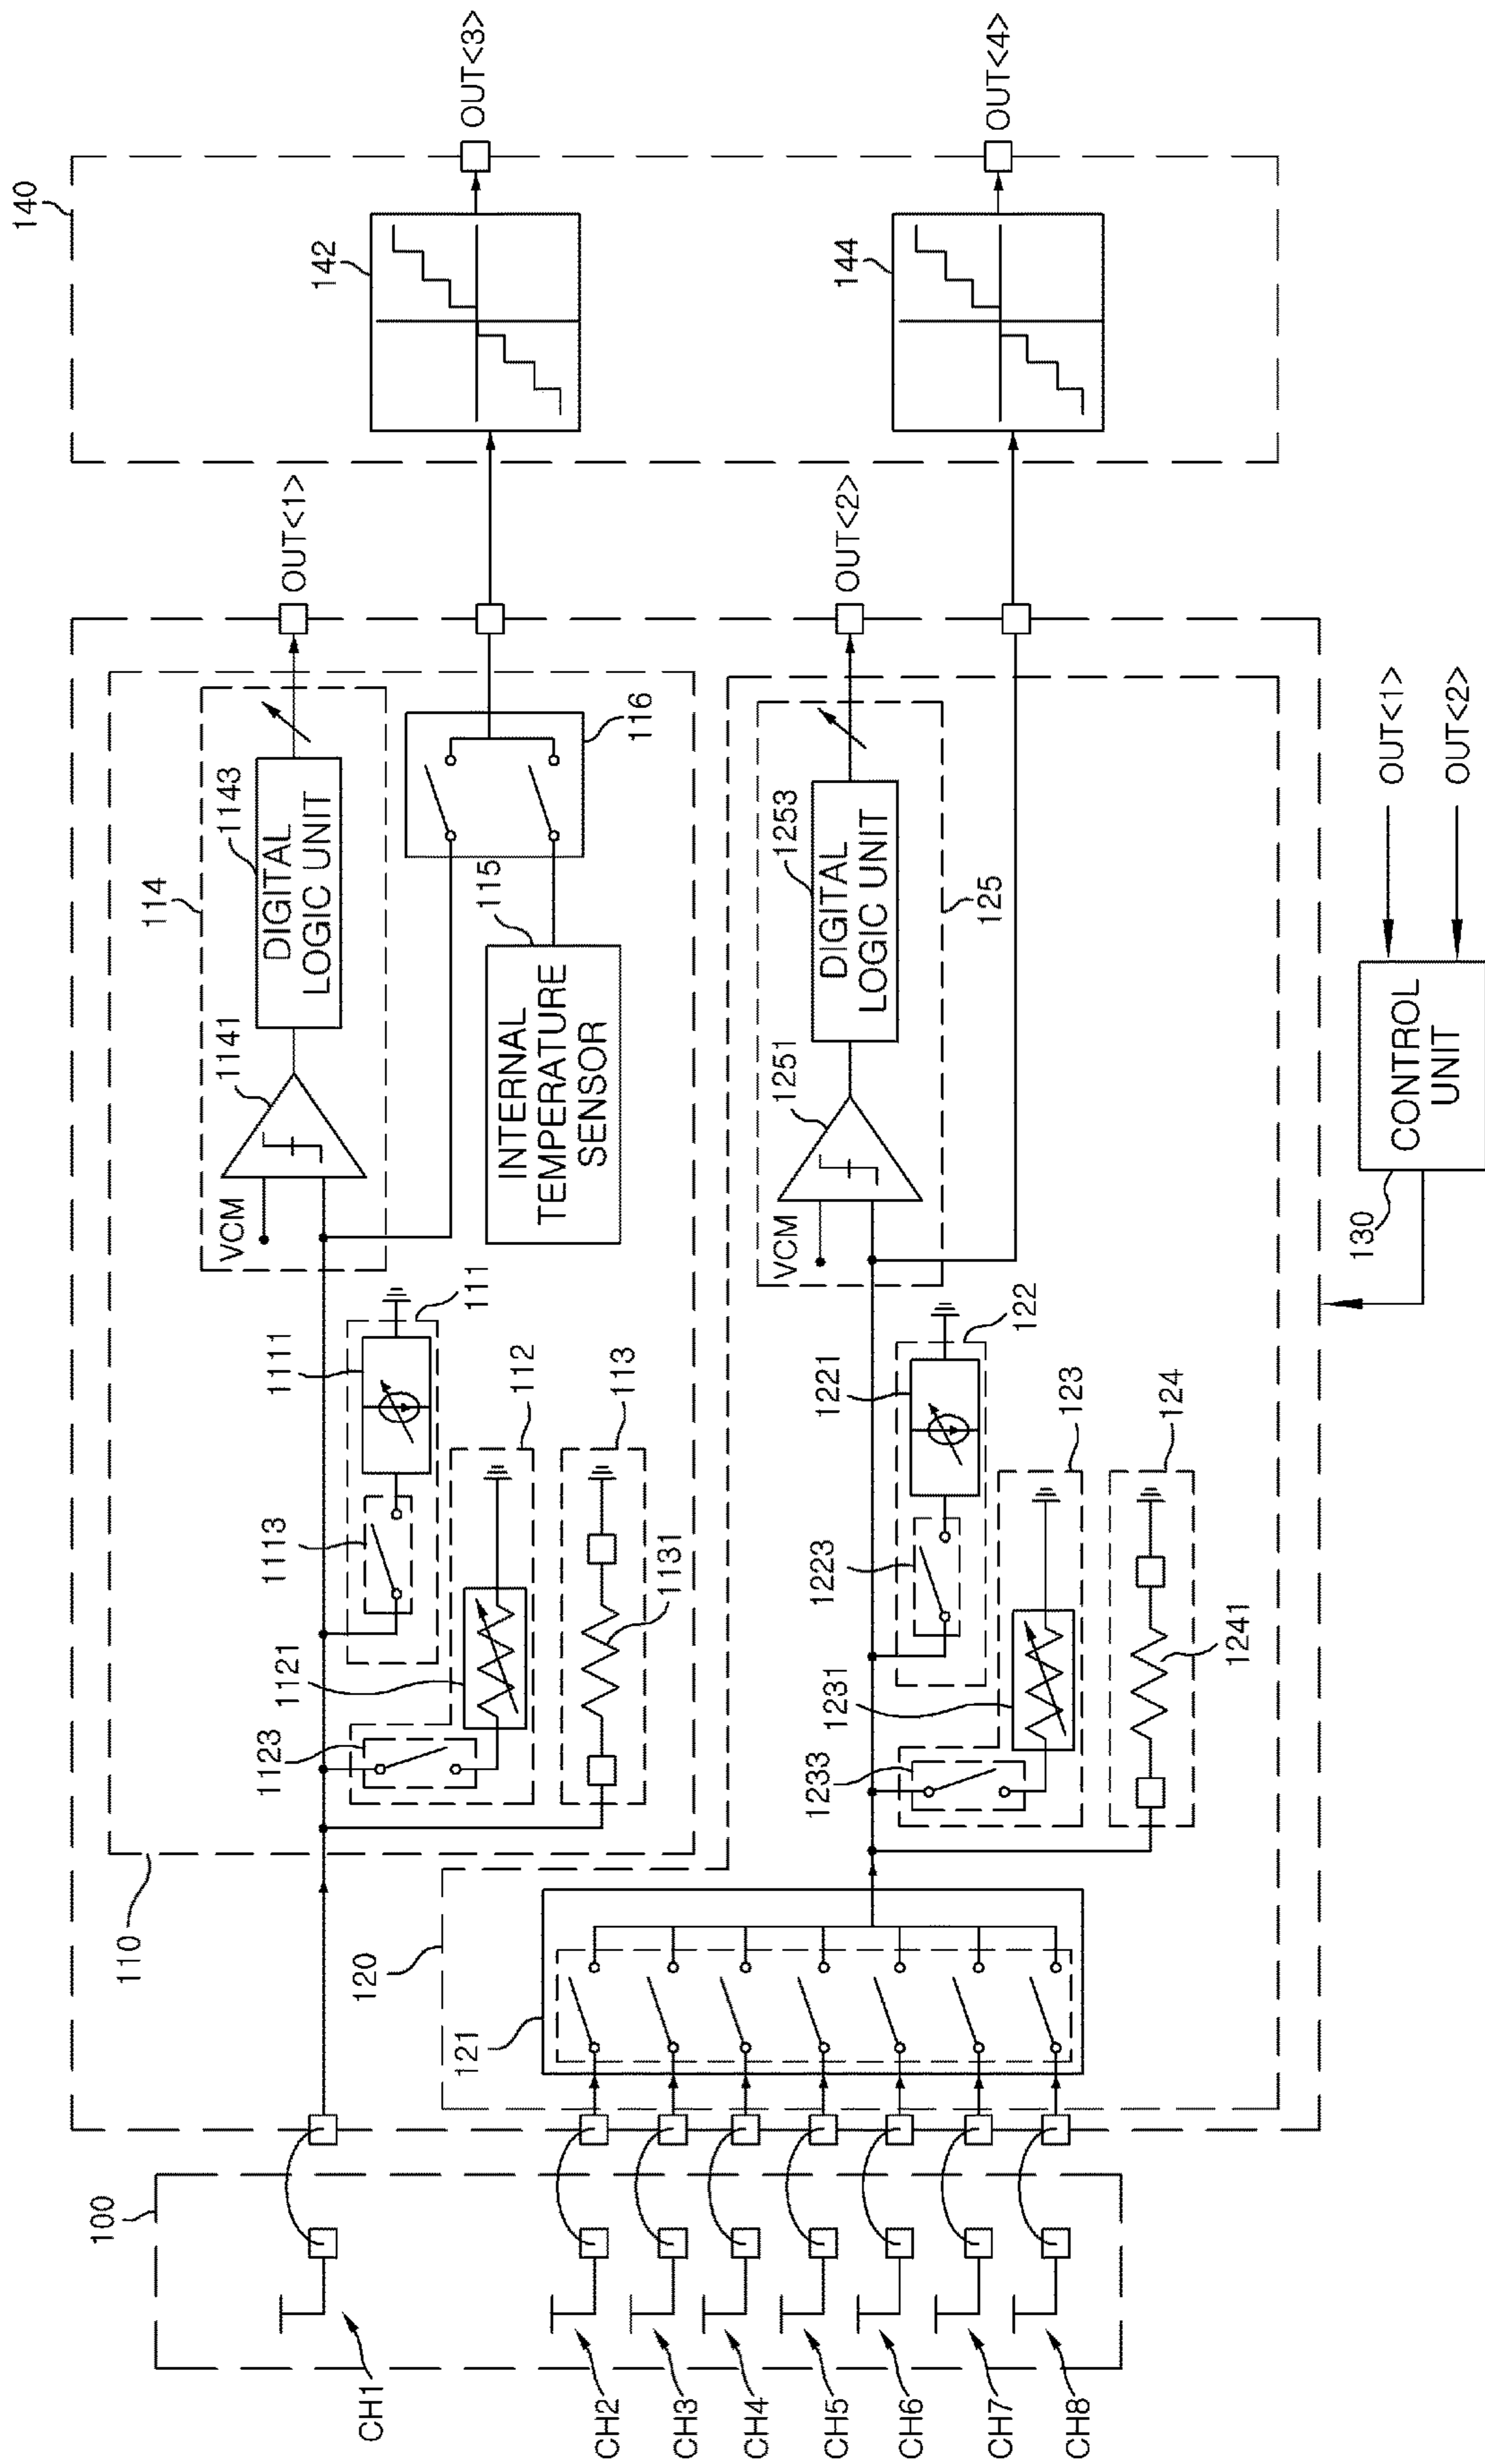 140
OUT<3>
142
OUT<4>
144
OUT<1>
OUT<2>
110
114
1143
DIGITAL
LOGIC UNIT
1141
VCM
116
115
INTERNAL
TEMPERATURE
SENSOR
111
1111
1113
112
1121
1123
113
1131
120
121
125
1253
DIGITAL
LOGIC UNIT
1251
VCM
122
1221
1223
123
1231
1233
124
1241
130
CONTROL
UNIT
OUT<1>
OUT<2>
100
CH1
CH2
CH3
CH4
CH5
CH6
CH7
CH8